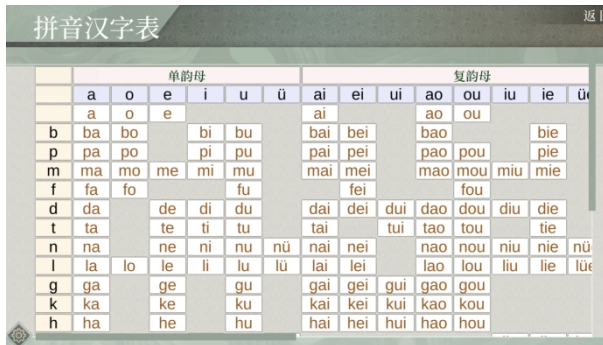 返
拼音汉字表
单韵母 复韵母
a o e i u ü ai ei ui ao ou iu ie
a o e ai ao ou
b ba bo bi bu bai bei bao bie
p pa po pi pu pai pei pao pou pie
m ma mo me mi mu mai mei mao mou miu mie
f fa fo fu fei fou
d da de di du dai dei dui dao dou diu die
t ta te ti tu tai tui tao tou tie
n na ne ni nu nü nai nei nao nou niu nie
l la lo le li lu lü lai lei lao lou liu lie
g ga ge gu gai gei gui gao gou
k ka ke ku kai kei kui kao kou
h ha he hu hai hei hui hao hou